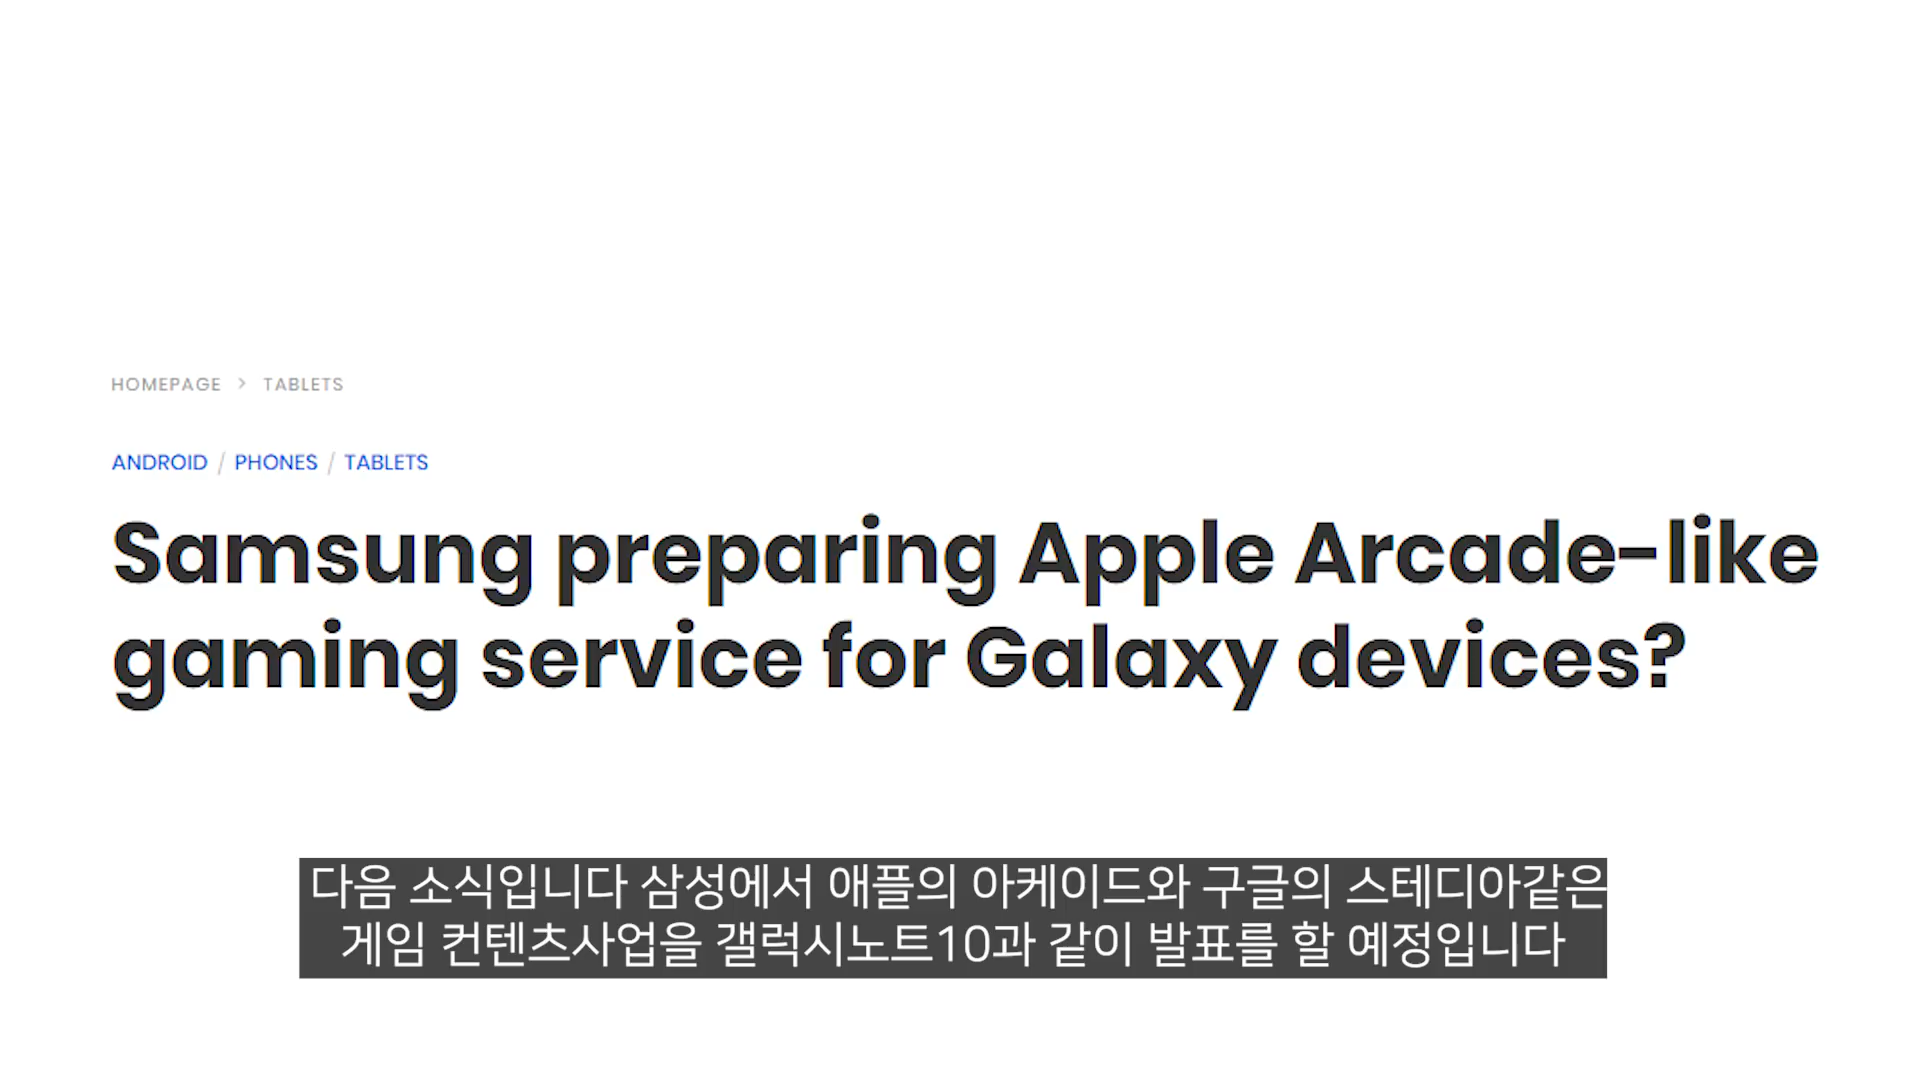 HOMEPAGE > TABLETS
ANDROID / PHONES / TABLETS
Samsung preparing Apple Arcade-like
gaming service for Galaxy devices?
다음 소식입니다 삼성에서 애플의 아케이드와 구글의 스테디아같은
게임 컨텐츠사업을 갤럭시노트10과 같이 발표를 할 예정입니다